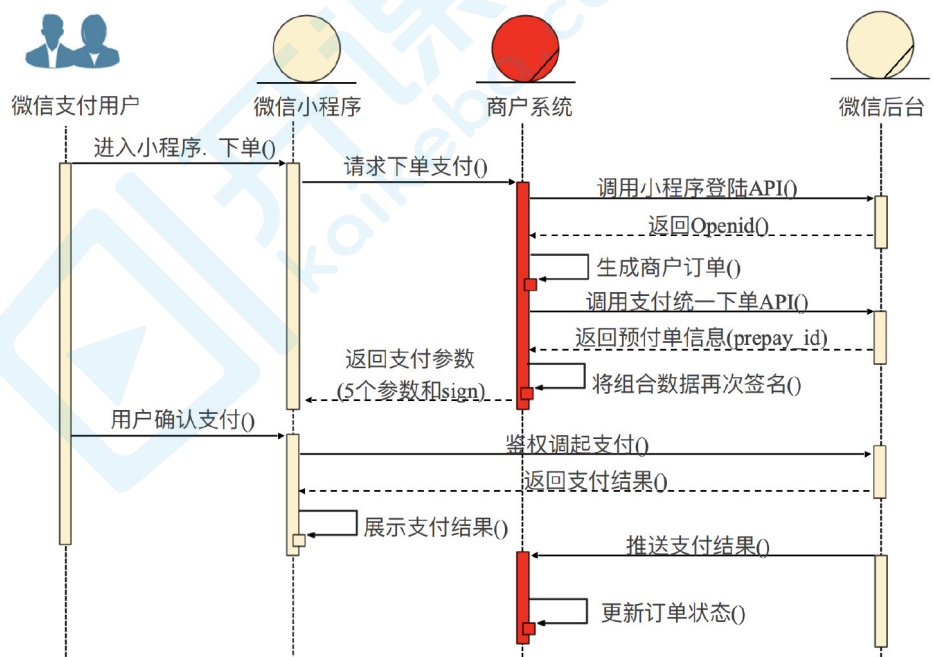 微信支付用户
微信小程序
商户系统
微信后台
进入小程序. 下单()
请求下单支付()
调用小程序登陆API()
返回Openid()
生成商户订单()
调用支付统一下单API()
返回预付单信息(prepay_id)
返回支付参数
(5个参数和sign)
将组合数据再次签名()
用户确认支付()
鉴权调起支付()
返回支付结果()
展示支付结果()
推送支付结果()
更新订单状态()
开课
kaikeba.co